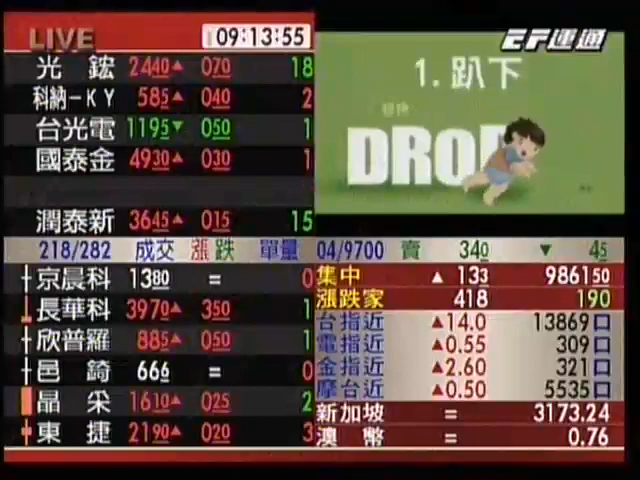 LIVE 09:13:55
光 鋐 2440▲ 070 18
科納-KY 585▲ 040 2
台光電 1195▼ 050 1
國泰金 4930▲ 030 1
潤泰新 3645▲ 015 15
218/282 成交 漲跌 單量
京晨科 1380 = 0
長華科 3970▲ 350 1
欣普羅 885▲ 050 1
邑 錡 666 = 0
晶 采 1610▲ 025 2
東 捷 2190▲ 020 3
EF運通
1. 趴下
DROP
04/9700 賣 340 ▼ 45
集中 ▲ 133 986150
漲跌家 418 190
台指近 ▲14.0 13869口
電指近 ▲0.55 309口
金指近 ▲2.60 321口
摩台近 ▲0.50 5535口
新加坡 = 3173.24
澳 幣 = 0.76